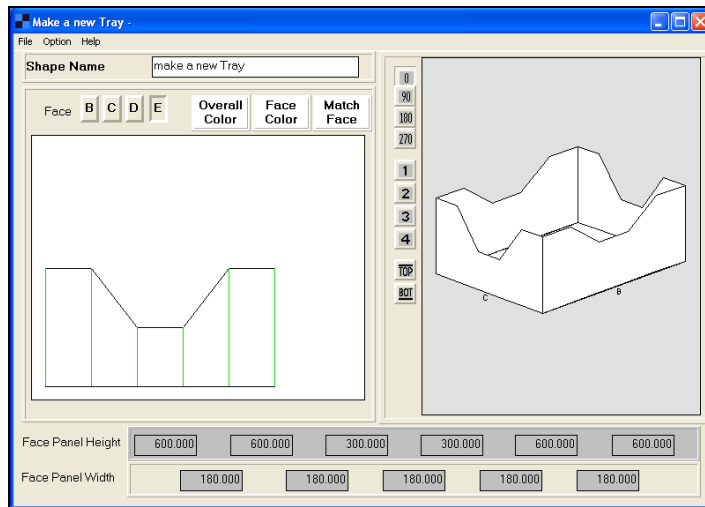 Make a new Tray -
File Option Help
Shape Name make a new Tray
Face B C D E Overall Color Face Color Match Face
0
90
180
270
1
2
3
4
TOP
BOT
C B
Face Panel Height 600.000 600.000 300.000 300.000 600.000 600.000
Face Panel Width 180.000 180.000 180.000 180.000 180.000